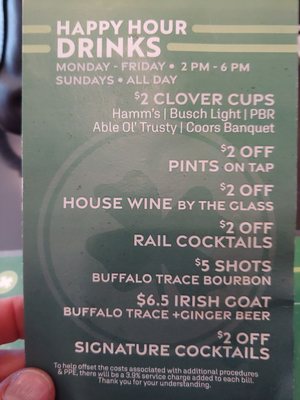 HAPPY HOUR
DRINKS
MONDAY - FRIDAY • 2 PM - 6 PM
SUNDAYS • ALL DAY
$2 CLOVER CUPS
Hamm's | Busch Light | PBR
Able Ol' Trusty | Coors Banquet
$2 OFF
PINTS ON TAP
$2 OFF
HOUSE WINE BY THE GLASS
$2 OFF
RAIL COCKTAILS
$5 SHOTS
BUFFALO TRACE BOURBON
$6.5 IRISH GOAT
BUFFALO TRACE +GINGER BEER
$2 OFF
SIGNATURE COCKTAILS
To help offset the costs associated with additional procedures
& PPE, there will be a 3.9% service charge added to each bill.
Thank you for your understanding.